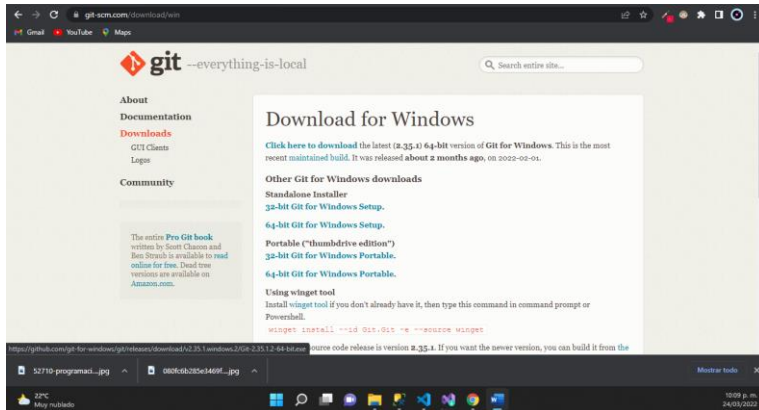 git-scm.com/download/win
Gmail YouTube Maps
git --everything-is-local
Search entire site...
About
Documentation
Downloads
GUI Clients
Logos
Community
The entire Pro Git book
written by Scott Chacon and
Ben Straub is available to read
online for free. Dead tree
versions are available on
Amazon.com.
Download for Windows
Click here to download the latest (2.35.1) 64-bit version of Git for Windows. This is the most
recent maintained build. It was released about 2 months ago, on 2022-02-01.
Other Git for Windows downloads
Standalone Installer
32-bit Git for Windows Setup.
64-bit Git for Windows Setup.
Portable ("thumbdrive edition")
32-bit Git for Windows Portable.
64-bit Git for Windows Portable.
Using winget tool
Install winget tool if you don't already have it, then type this command in command prompt or
Powershell.
winget install --id Git.Git -e --source winget
source code release is version 2.35.1. If you want the newer version, you can build it from the
https://github.com/git-for-windows/git/releases/download/v2.35.1.windows.2/Git-2.35.1.2-64-bit.exe
52710-programaci....jpg
080fc6b285e3469f....jpg
Mostrar todo
22°C
Muy nublado
10:09 p. m.
24/03/2022